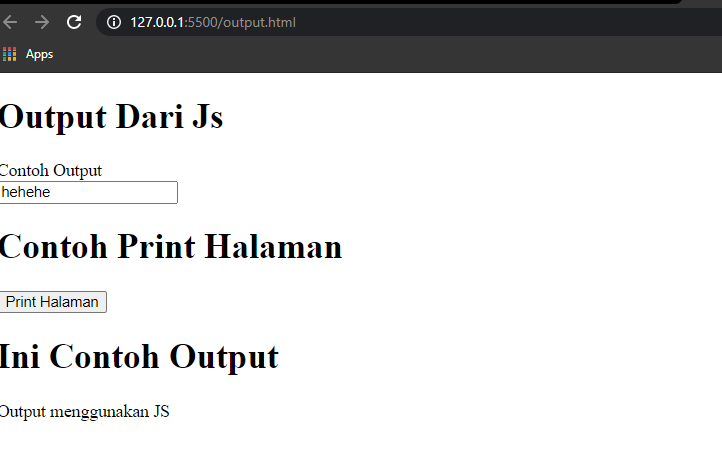 127.0.0.1:5500/output.html
Apps
Output Dari Js
Contoh Output
hehehe
Contoh Print Halaman
Print Halaman
Ini Contoh Output
Output menggunakan JS